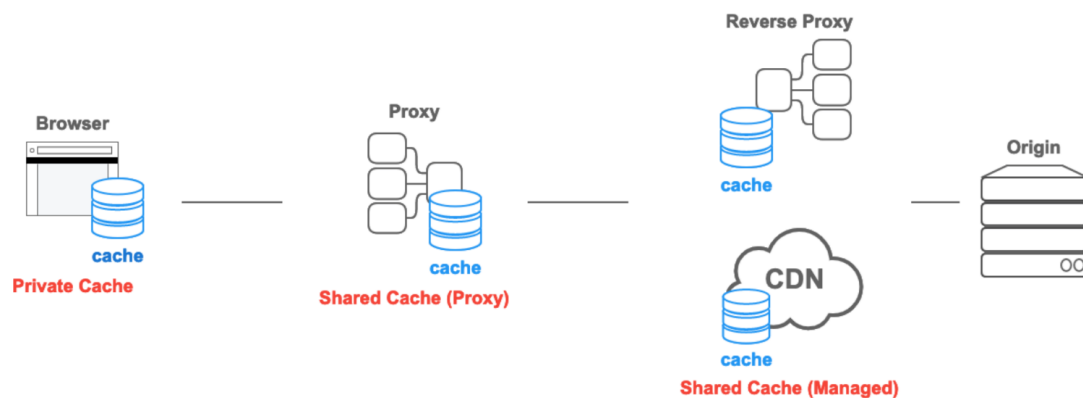 Browser
cache
Private Cache
Proxy
cache
Shared Cache (Proxy)
Reverse Proxy
cache
CDN
cache
Shared Cache (Managed)
Origin